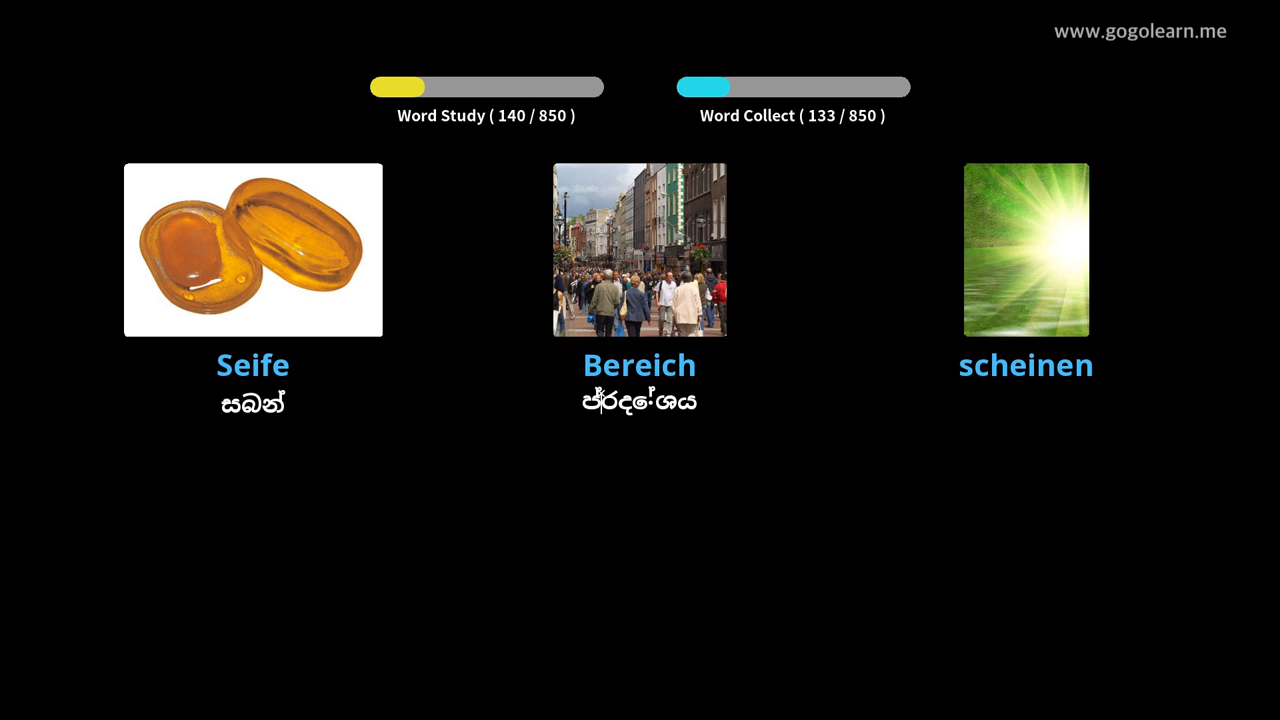 www.gogolearn.me
Word Study ( 140 / 850 )
Word Collect ( 133 / 850 )
Seife
Bereich
scheinen
සබන්
ප්‍රදේශය